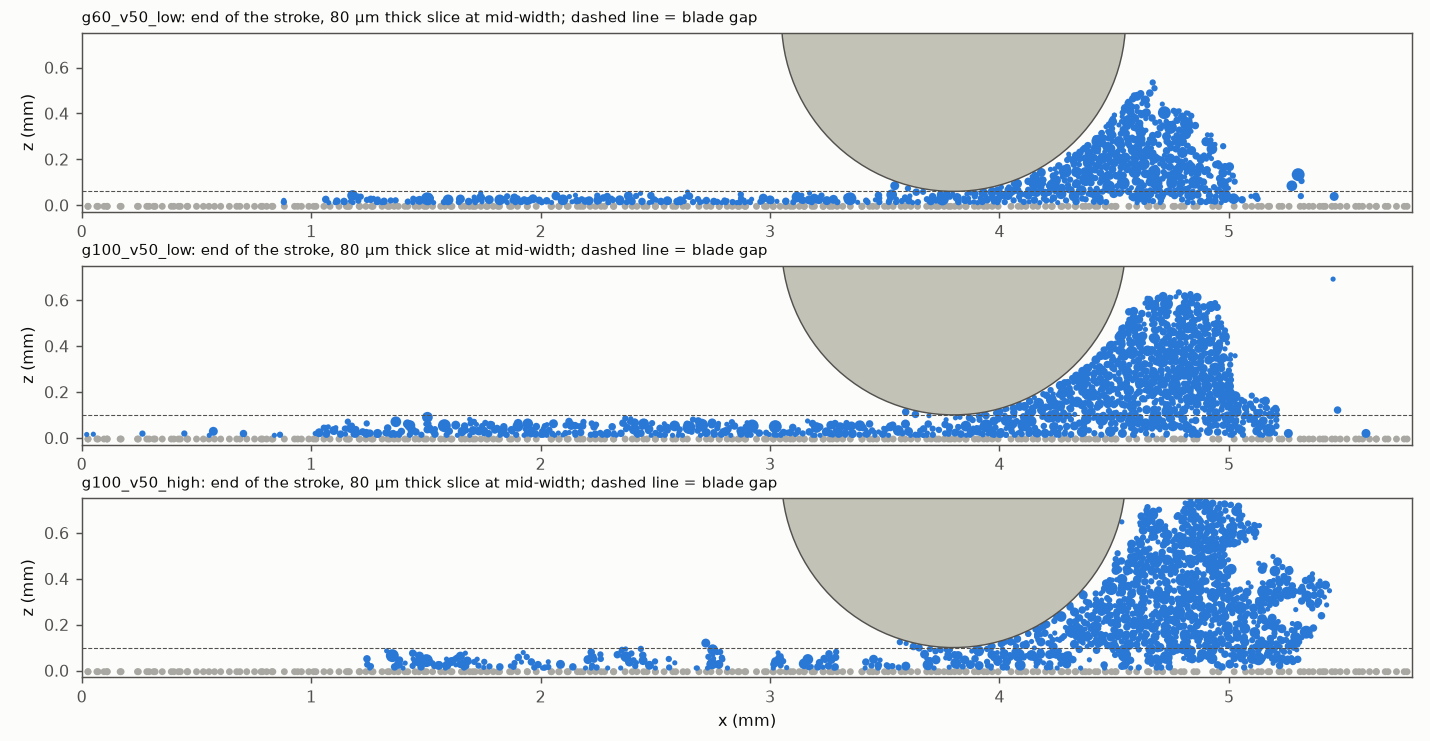 g60_v50_low: end of the stroke, 80 µm thick slice at mid-width; dashed line = blade gap
z (mm)
0.6
0.4
0.2
0.0
0 1 2 3 4 5
g100_v50_low: end of the stroke, 80 µm thick slice at mid-width; dashed line = blade gap
z (mm)
0.6
0.4
0.2
0.0
0 1 2 3 4 5
g100_v50_high: end of the stroke, 80 µm thick slice at mid-width; dashed line = blade gap
z (mm)
0.6
0.4
0.2
0.0
0 1 2 3 4 5
x (mm)